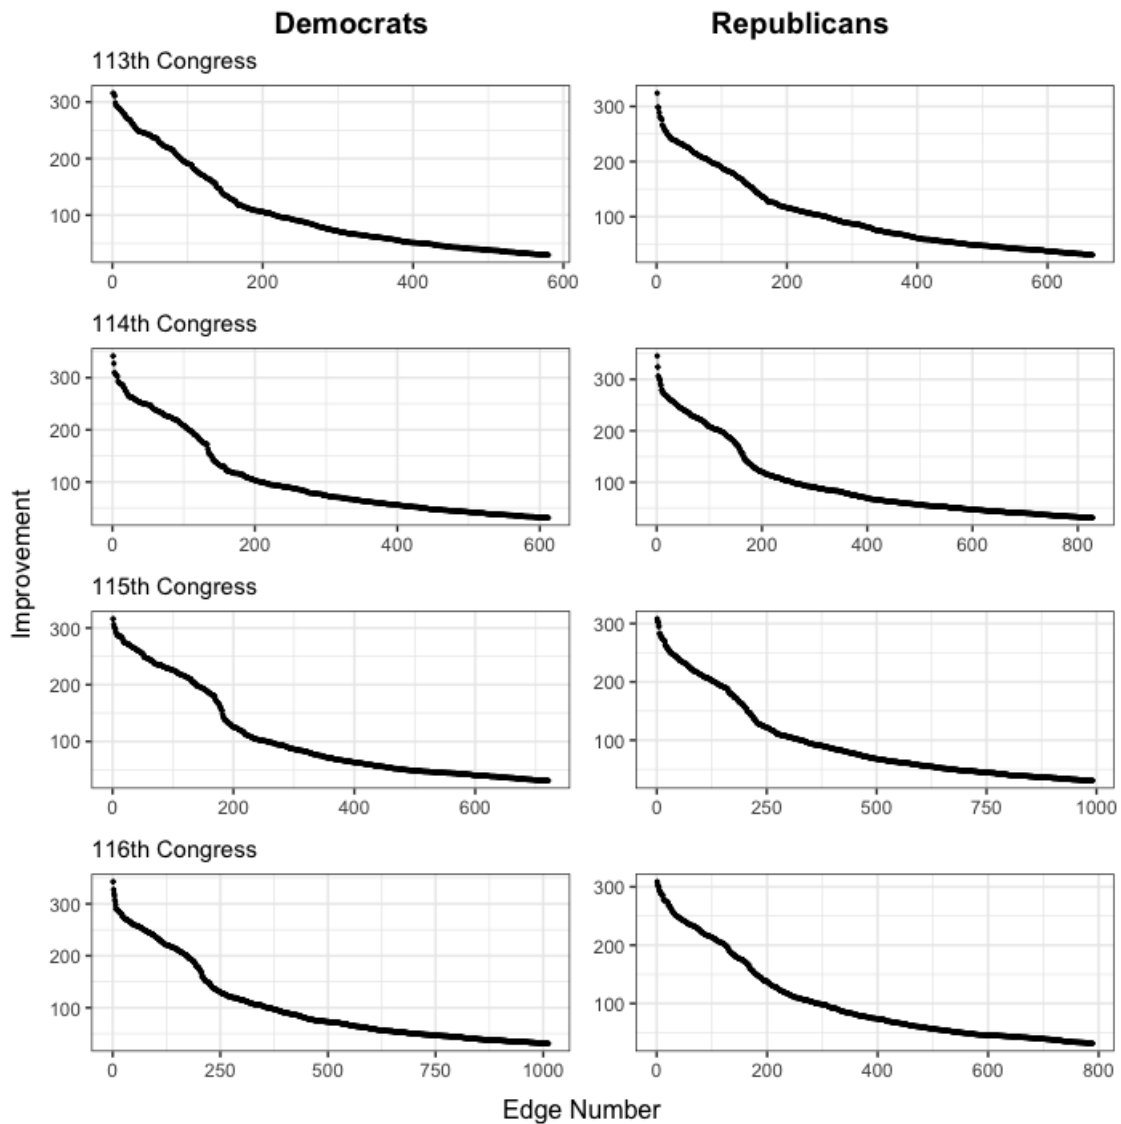 Democrats Republicans
113th Congress
300 300
200 200
100 100
0 200 400 600 0 200 400 600
114th Congress
300 300
200 200
100 100
0 200 400 600 0 200 400 600 800
Improvement
115th Congress
300 300
200 200
100 100
0 200 400 600 0 250 500 750 1000
116th Congress
300 300
200 200
100 100
0 250 500 750 1000 0 200 400 600 800
Edge Number